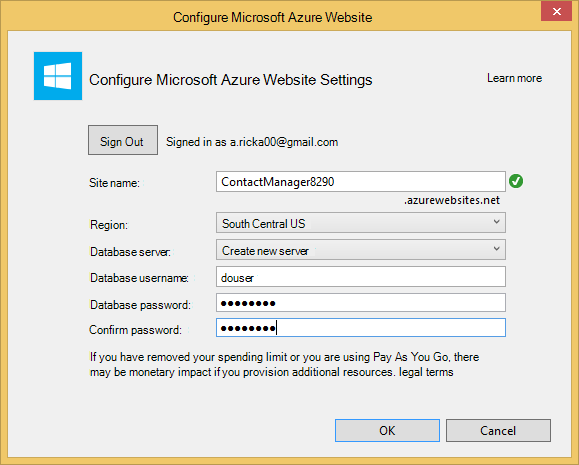 Configure Microsoft Azure Website
Configure Microsoft Azure Website Settings
Learn more
Sign Out
Signed in as a.ricka00@gmail.com
Site name:
ContactManager8290
.azurewebsites.net
Region:
South Central US
Database server:
Create new server
Database username:
douser
Database password:
●●●●●●●●
Confirm password:
●●●●●●●●
If you have removed your spending limit or you are using Pay As You Go, there
may be monetary impact if you provision additional resources. legal terms
OK
Cancel